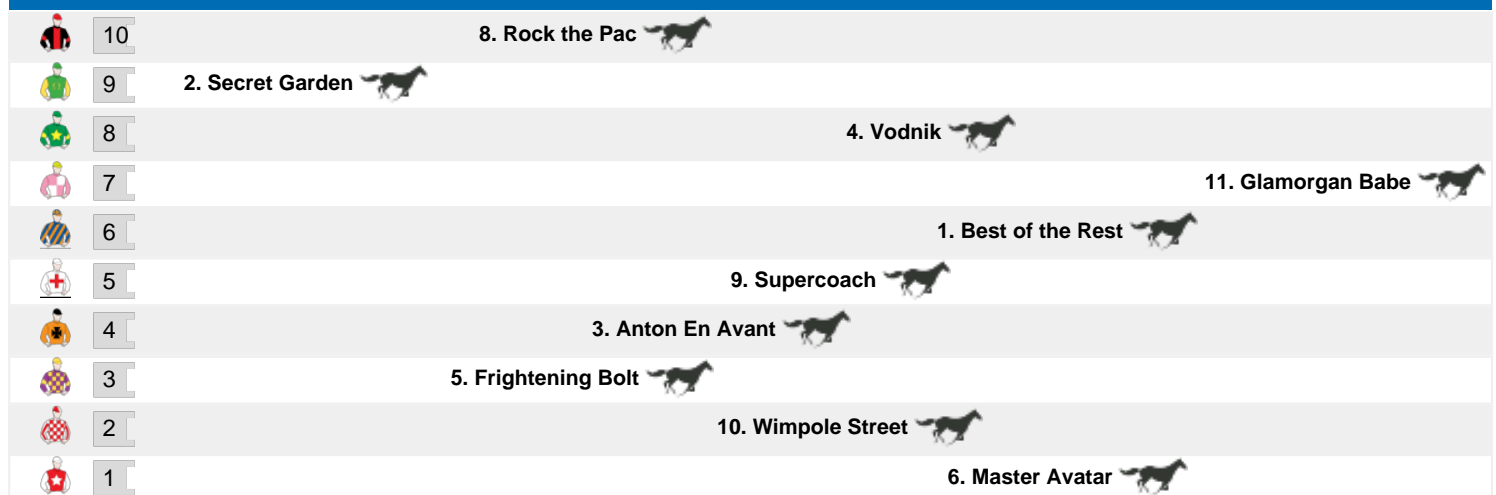 10 8. Rock the Pac
9 2. Secret Garden
8 4. Vodnik
7 11. Glamorgan Babe
6 1. Best of the Rest
5 9. Supercoach
4 3. Anton En Avant
3 5. Frightening Bolt
2 10. Wimpole Street
1 6. Master Avatar